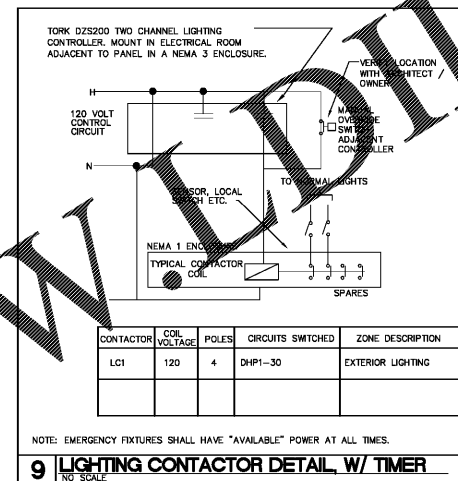 TORK DZS200 TWO CHANNEL LIGHTING
CONTROLLER. MOUNT IN ELECTRICAL ROOM
ADJACENT TO PANEL IN A NEMA 3 ENCLOSURE.
VERIFY LOCATION
WITH ARCHITECT /
OWNER
H
120 VOLT
CONTROL
CIRCUIT
MANUAL
OVERRIDE
SWITCH
ADJACENT
CONTROLLER
N
TO NORMAL LIGHTS
SENSOR, LOCAL
SWITCH ETC.
NEMA 1 ENCLOSURE
TYPICAL CONTACTOR
COIL
SPARES
CONTACTOR COIL VOLTAGE POLES CIRCUITS SWITCHED ZONE DESCRIPTION
LC1 120 4 DHP1-30 EXTERIOR LIGHTING
NOTE: EMERGENCY FIXTURES SHALL HAVE "AVAILABLE" POWER AT ALL TIMES.
9 LIGHTING CONTACTOR DETAIL, W/ TIMER
NO SCALE